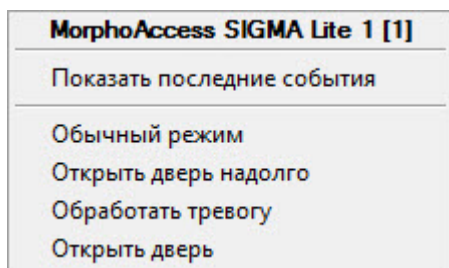 MorphoAccess SIGMA Lite 1 [1]
Показать последние события
Обычный режим
Открыть дверь надолго
Обработать тревогу
Открыть дверь